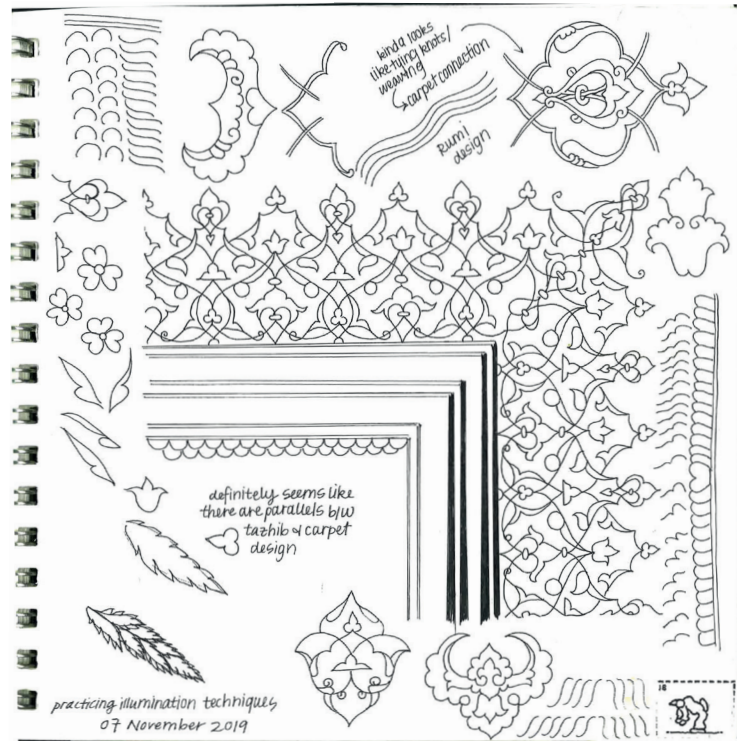 kinda looks
like tying knots/
weaving
carpet connection
Rumi
design
definitely seems like
there are parallels b/w
tazhib & carpet
design
practicing illumination techniques
07 November 2019
18